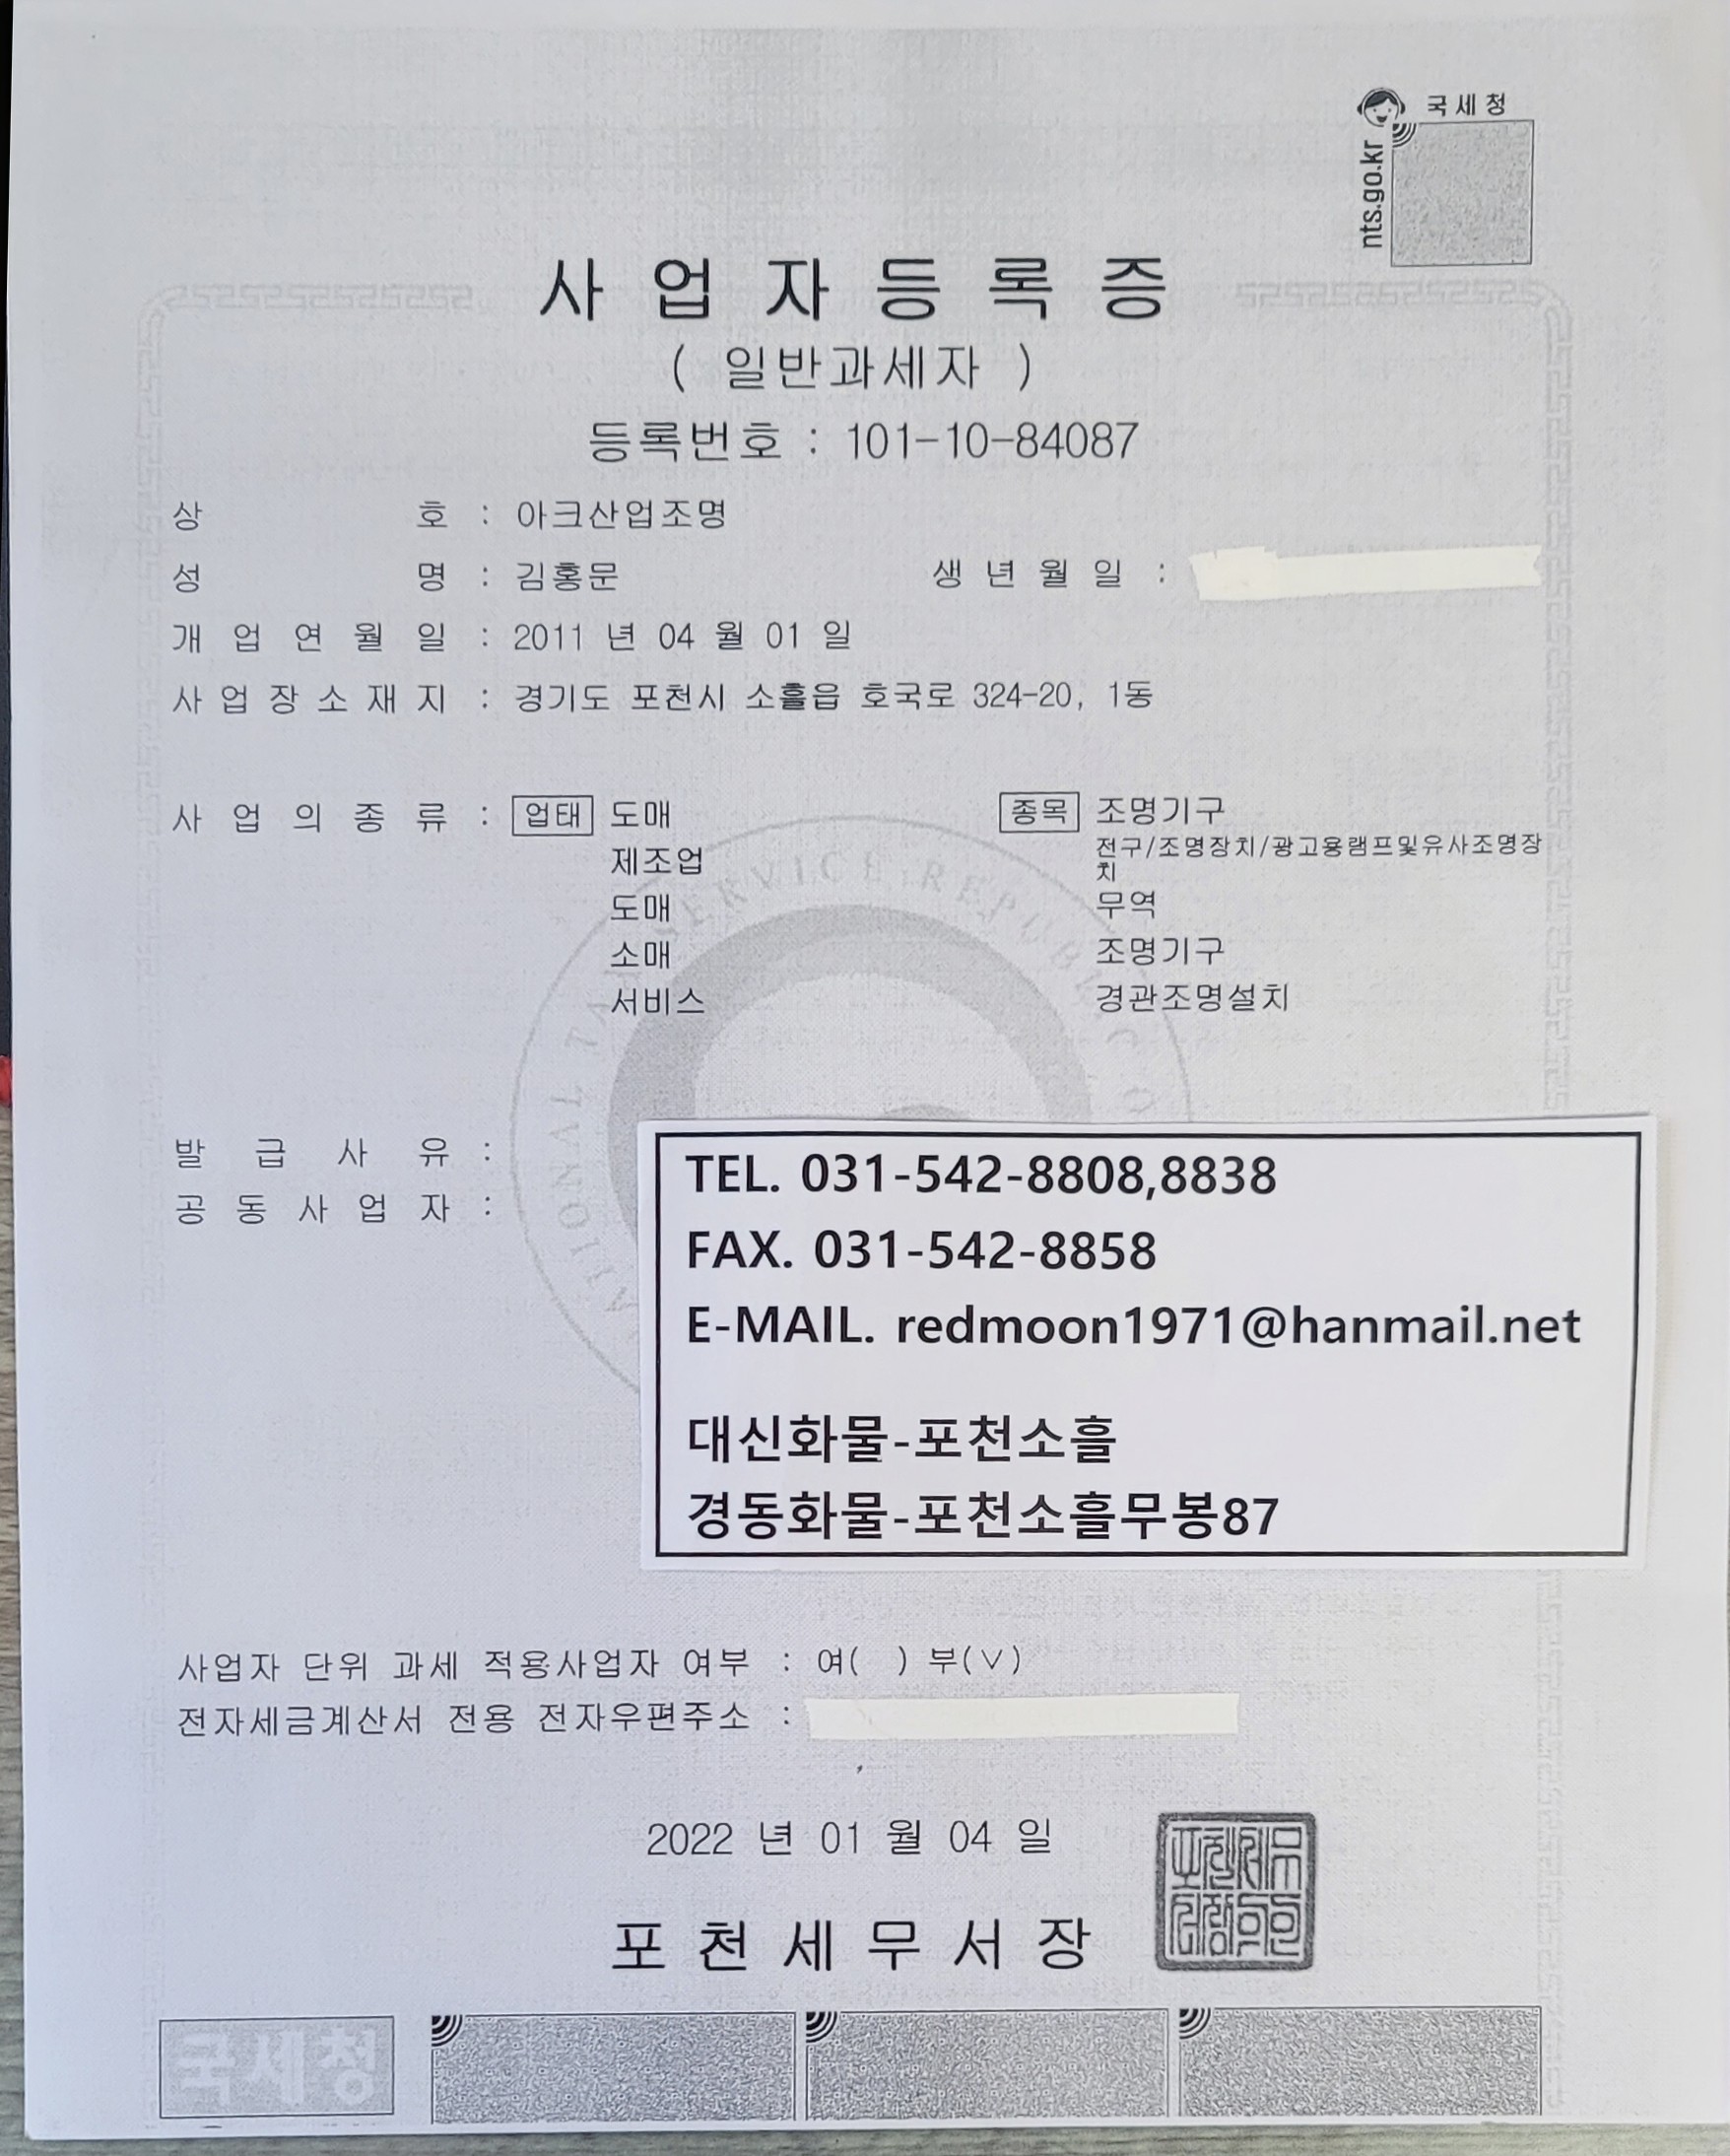 국세청
nts.go.kr
사업자등록증
( 일반과세자 )
등록번호 : 101-10-84087
상 호 : 아크산업조명
성 명 : 김홍문 생년월일 :
개업연월일 : 2011 년 04 월 01 일
사업장소재지 : 경기도 포천시 소흘읍 호국로 324-20, 1동
사업의종류 : 업태 도매 종목 조명기구
제조업 전구/조명장치/광고용램프및유사조명장
치
도매 무역
소매 조명기구
서비스 경관조명설치
발급사유 :
공동사업자 :
TEL. 031-542-8808,8838
FAX. 031-542-8858
E-MAIL. redmoon1971@hanmail.net
대신화물-포천소흘
경동화물-포천소흘무봉87
사업자 단위 과세 적용사업자 여부 : 여( ) 부(∨)
전자세금계산서 전용 전자우편주소 :
2022 년 01 월 04 일
포천세무서장
국세청